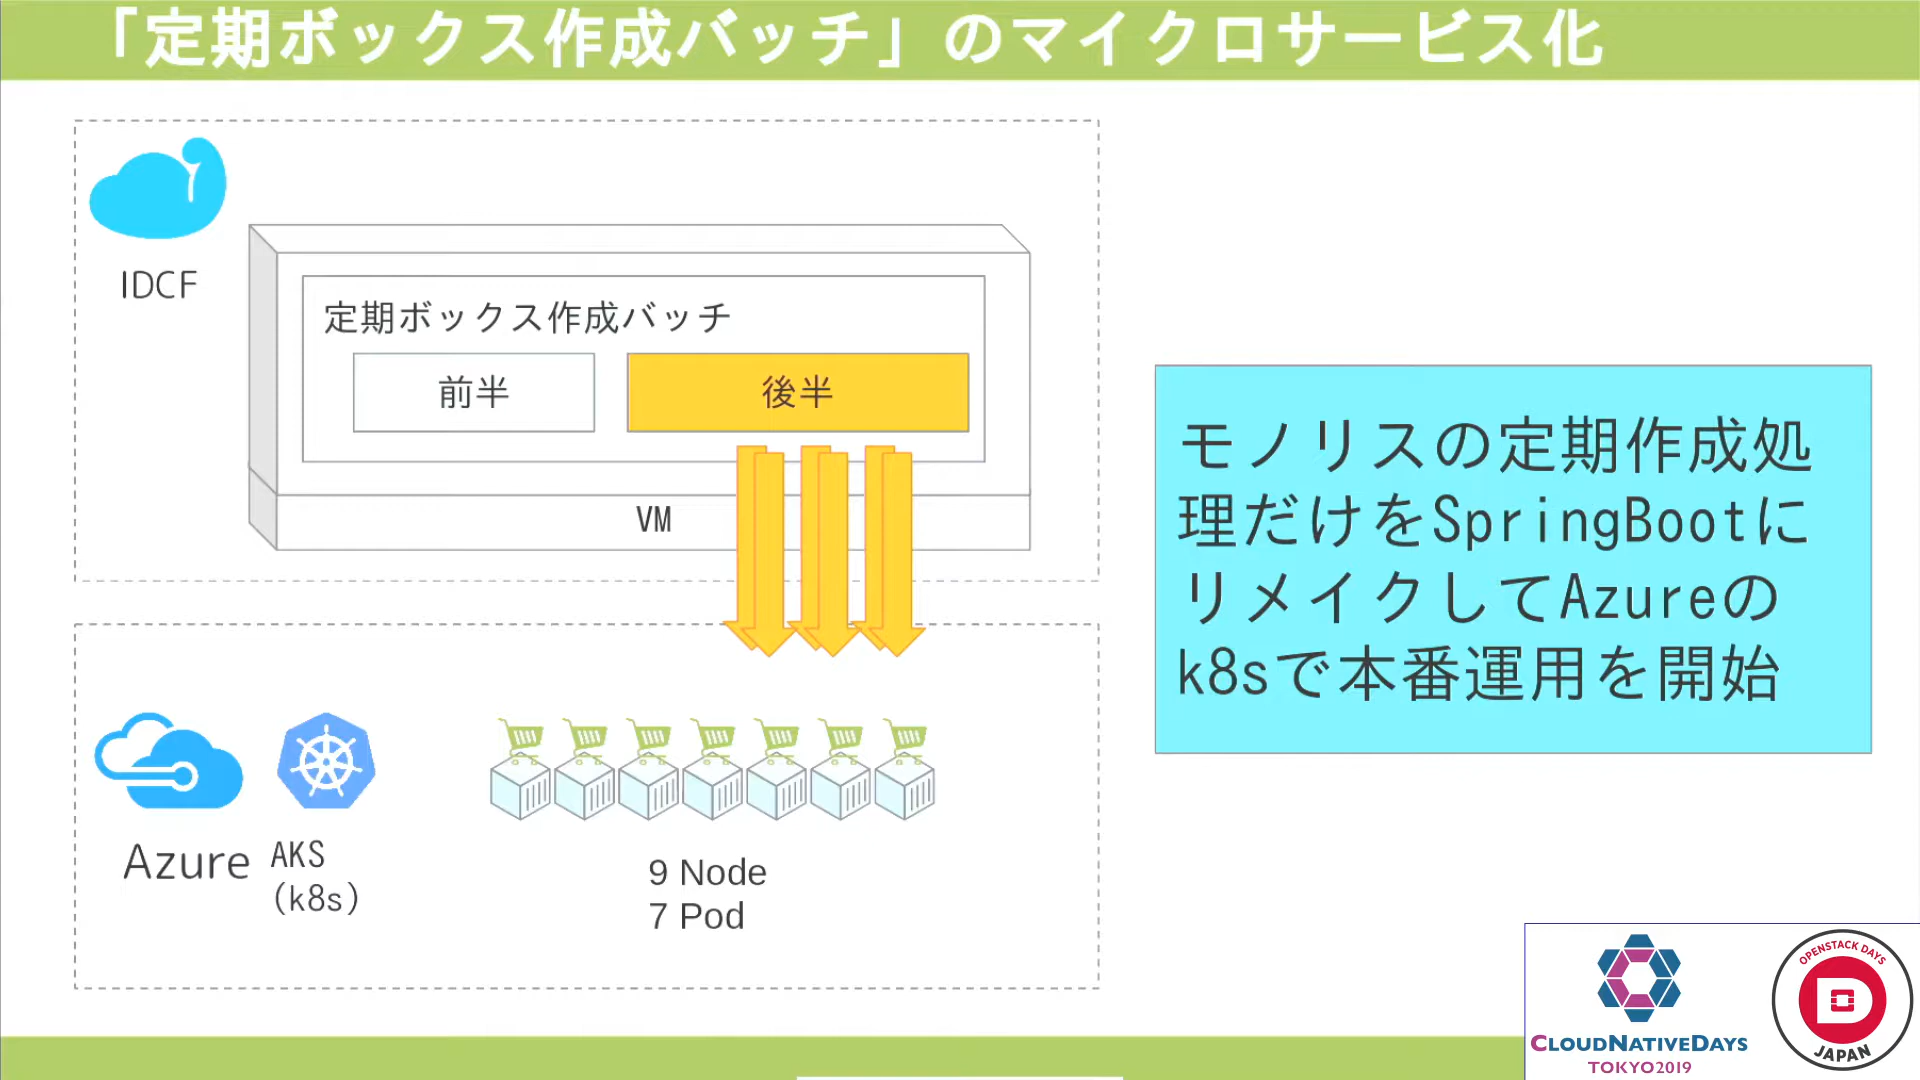 「定期ボックス作成バッチ」のマイクロサービス化
IDCF
定期ボックス作成バッチ
前半
後半
VM
モノリスの定期作成処
理だけをSpringBootに
リメイクしてAzureの
k8sで本番運用を開始
Azure
AKS
(k8s)
9 Node
7 Pod
CLOUDNATIVEDAYS
TOKYO2019
OPENSTACK DAYS
JAPAN